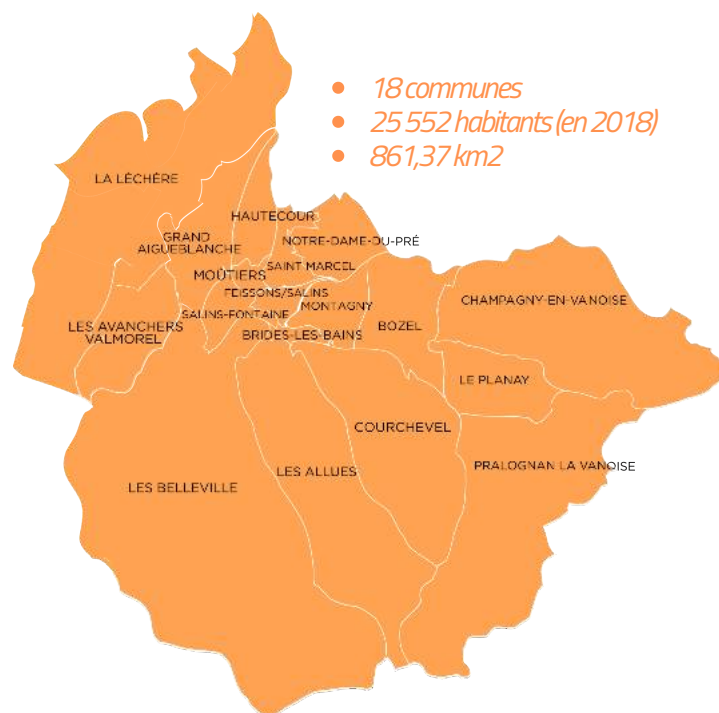 • 18 communes
• 25 552 habitants (en 2018)
• 861,37 km2
LA LÉCHÈRE
HAUTECOUR
GRAND
AIGUEBLANCHE
NOTRE-DAME-DU-PRÉ
SAINT MARCEL
MOÛTIERS
FEISSONS/SALINS
MONTAGNY
CHAMPAGNY-EN-VANOISE
SALINS-FONTAINE
BOZEL
LES AVANCHERS
VALMOREL
BRIDES-LES-BAINS
LE PLANAY
COURCHEVEL
PRALOGNAN LA VANOISE
LES ALLUES
LES BELLEVILLE